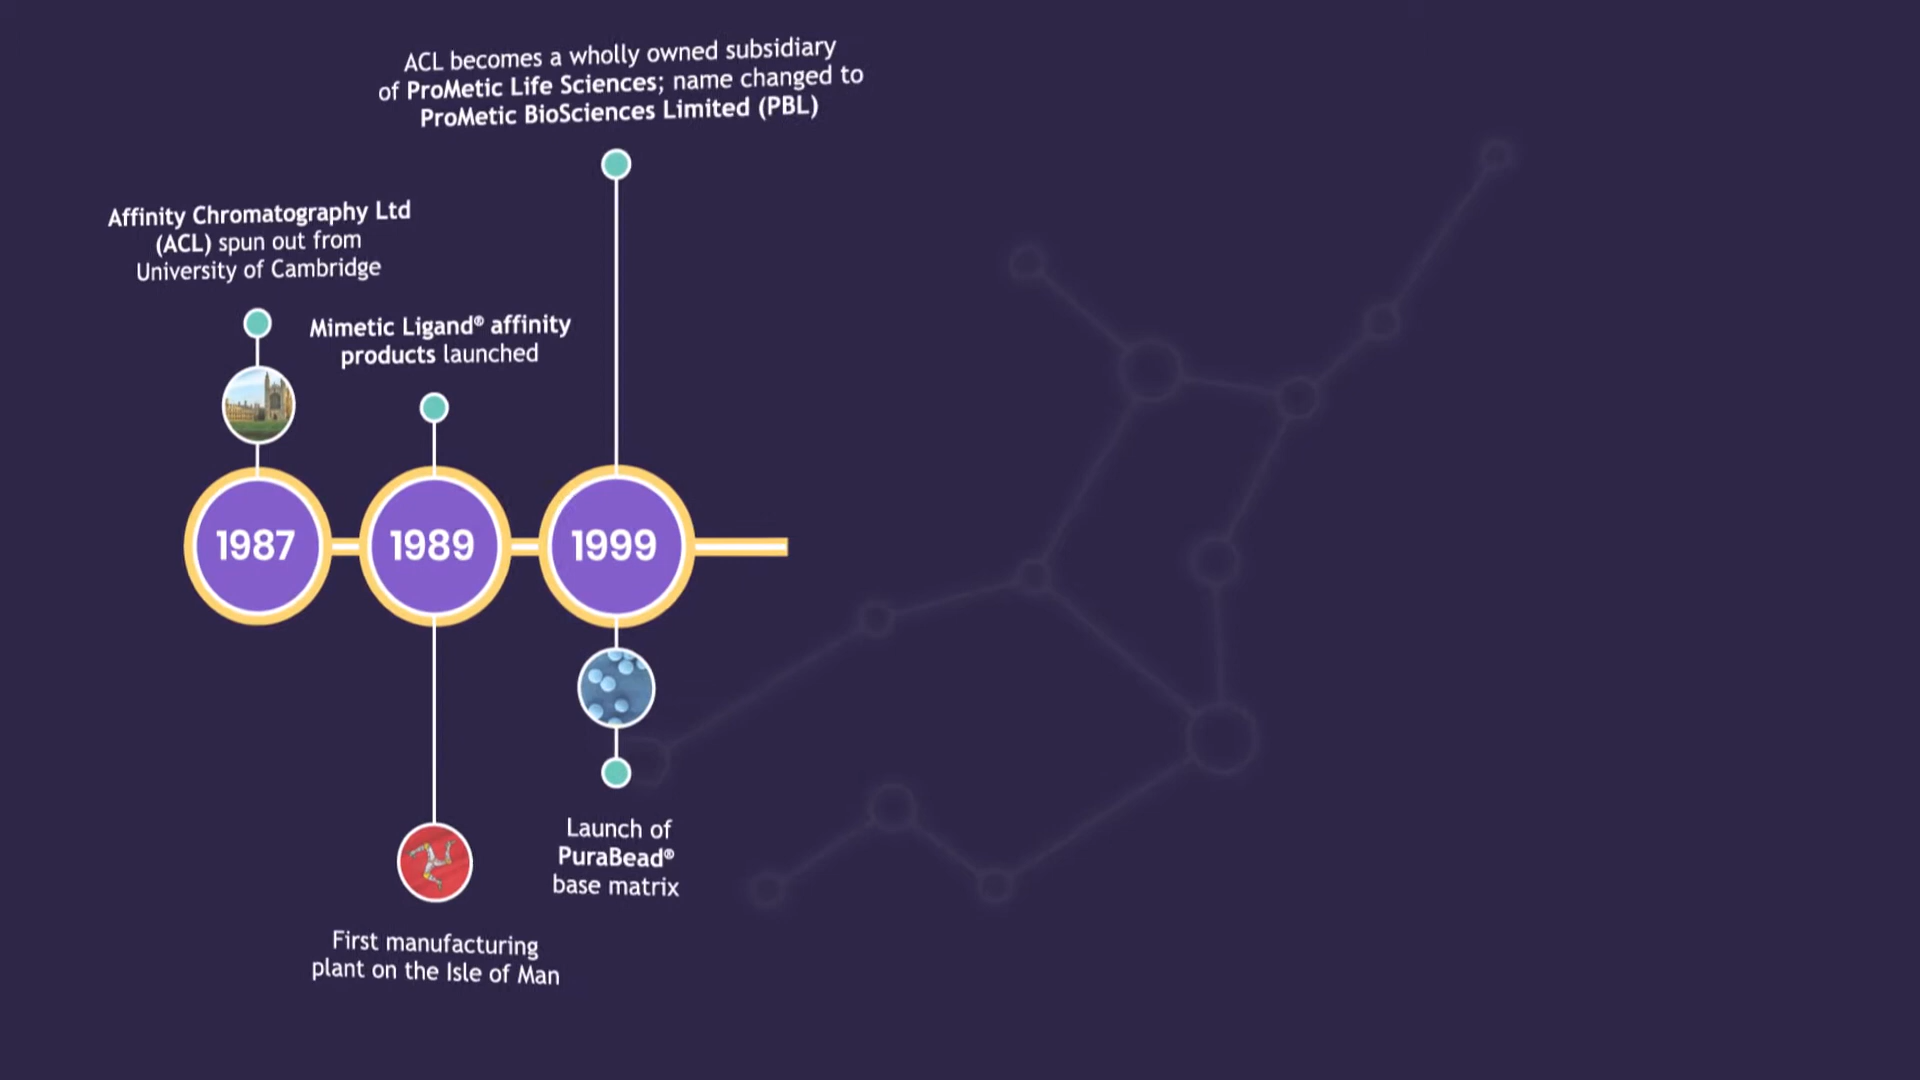 ACL becomes a wholly owned subsidiary
of ProMetic Life Sciences; name changed to
ProMetic BioSciences Limited (PBL)
Affinity Chromatography Ltd
(ACL) spun out from
University of Cambridge
Mimetic Ligand® affinity
products launched
1987
1989
1999
Launch of
PuraBead®
base matrix
First manufacturing
plant on the Isle of Man